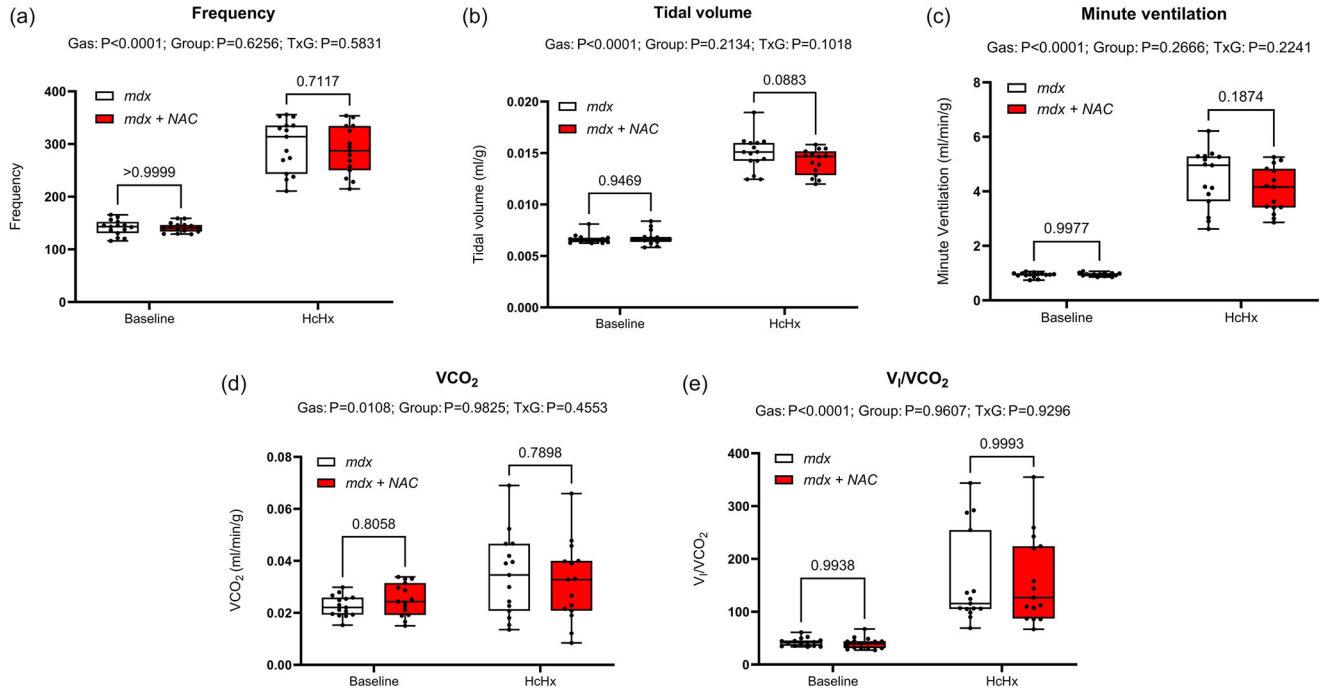 (a)
Frequency
Gas: P<0.0001; Group: P=0.6256; TxG: P=0.5831
400
300
200
100
0
Frequency
mdx
mdx + NAC
>0.9999
0.7117
Baseline
HcHx
(b)
Tidal volume
Gas: P<0.0001; Group: P=0.2134; TxG: P=0.1018
0.020
0.015
0.010
0.005
0.000
Tidal volume (ml/g)
mdx
mdx + NAC
0.9469
0.0883
Baseline
HcHx
(c)
Minute ventilation
Gas: P<0.0001; Group: P=0.2666; TxG: P=0.2241
8
6
4
2
0
Minute Ventilation (ml/min/g)
mdx
mdx + NAC
0.9977
0.1874
Baseline
HcHx
(d)
VCO₂
Gas: P=0.0108; Group: P=0.9825; TxG: P=0.4553
0.08
0.06
0.04
0.02
0.00
VCO₂ (ml/min/g)
mdx
mdx + NAC
0.8058
0.7898
Baseline
HcHx
(e)
V<sub>I</sub>/VCO₂
Gas: P<0.0001; Group: P=0.9607; TxG: P=0.9296
400
300
200
100
0
V<sub>I</sub>/VCO₂
mdx
mdx + NAC
0.9938
0.9993
Baseline
HcHx